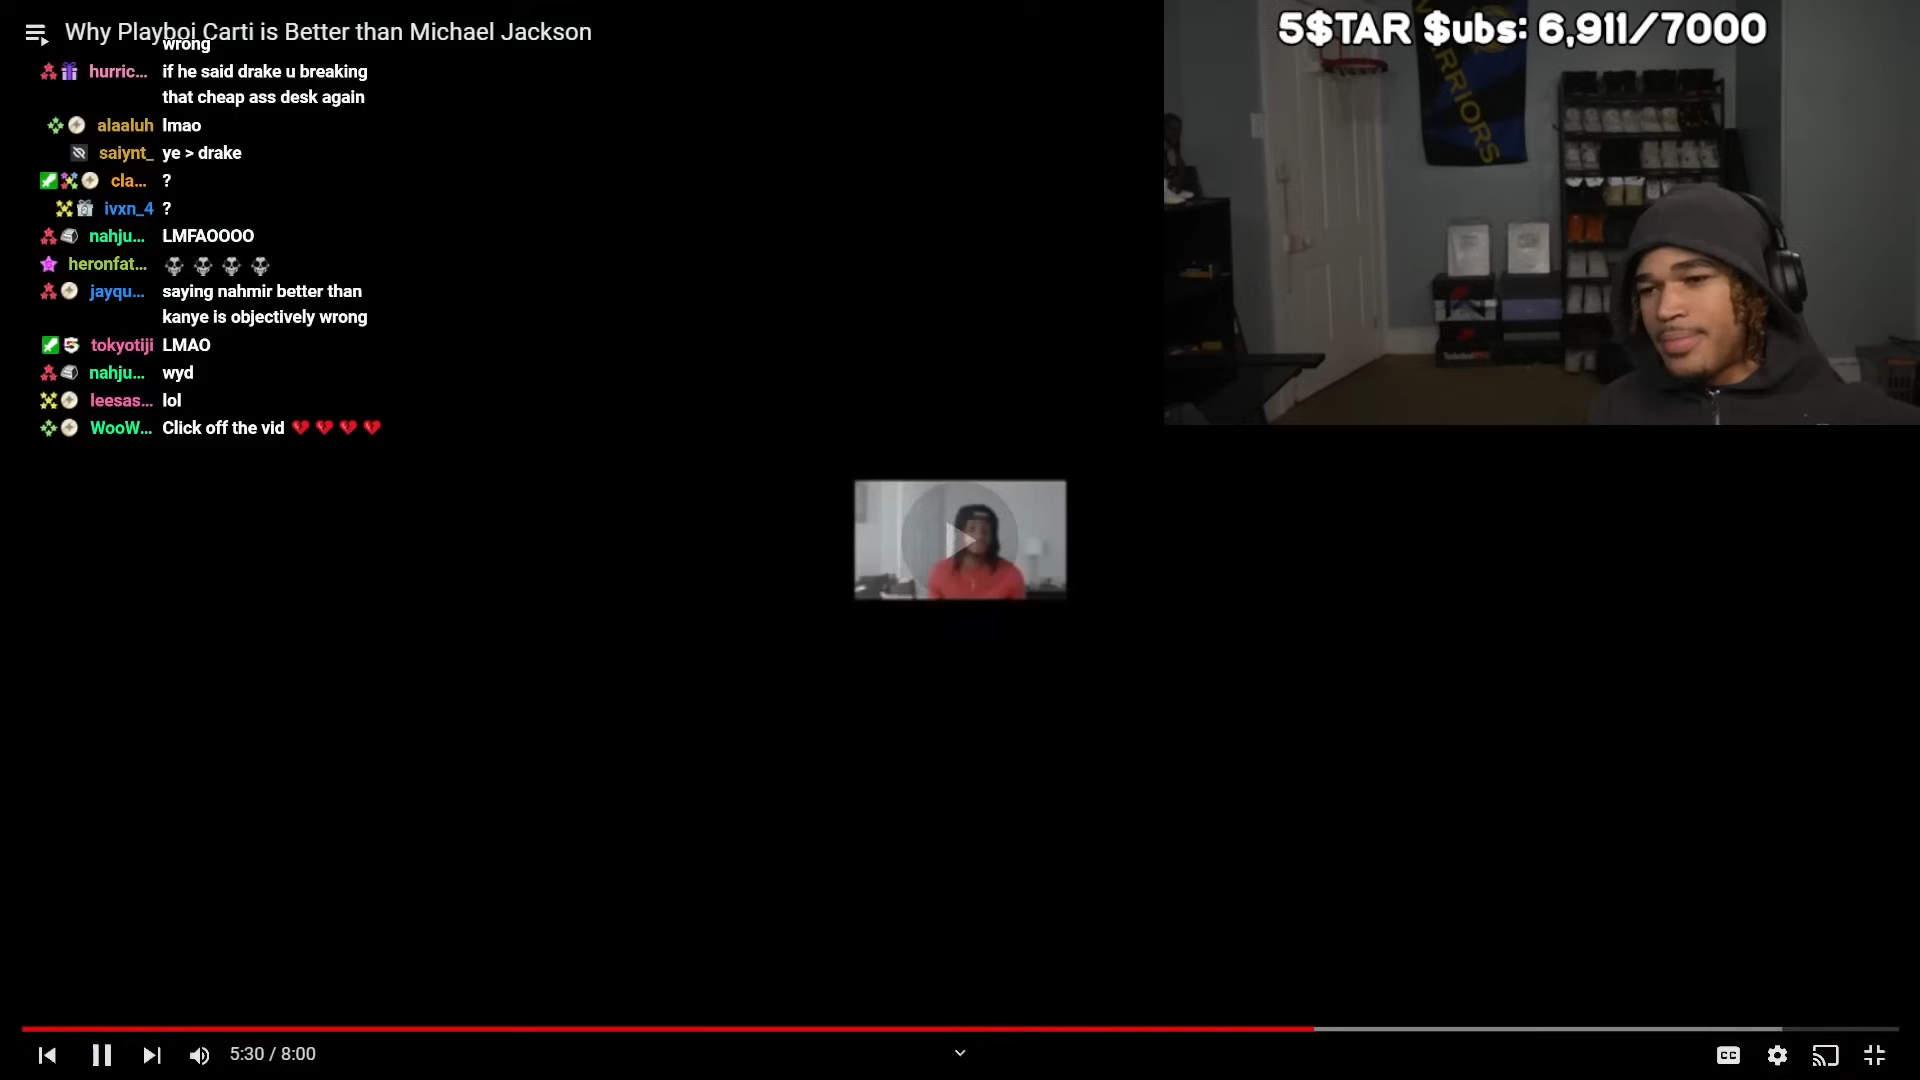 Why Playboi Carti is Better than Michael Jackson
5$TAR $ubs: 6,911/7000
wrong
hurric... if he said drake u breaking
that cheap ass desk again
alaaluh lmao
saiynt_ ye > drake
cla... ?
ivxn_4 ?
nahju... LMFAOOOO
heronfat...
jayqu... saying nahmir better than
kanye is objectively wrong
tokyotiji LMAO
nahju... wyd
leesas... lol
WooW... Click off the vid
RRIORS
5:30 / 8:00
CC